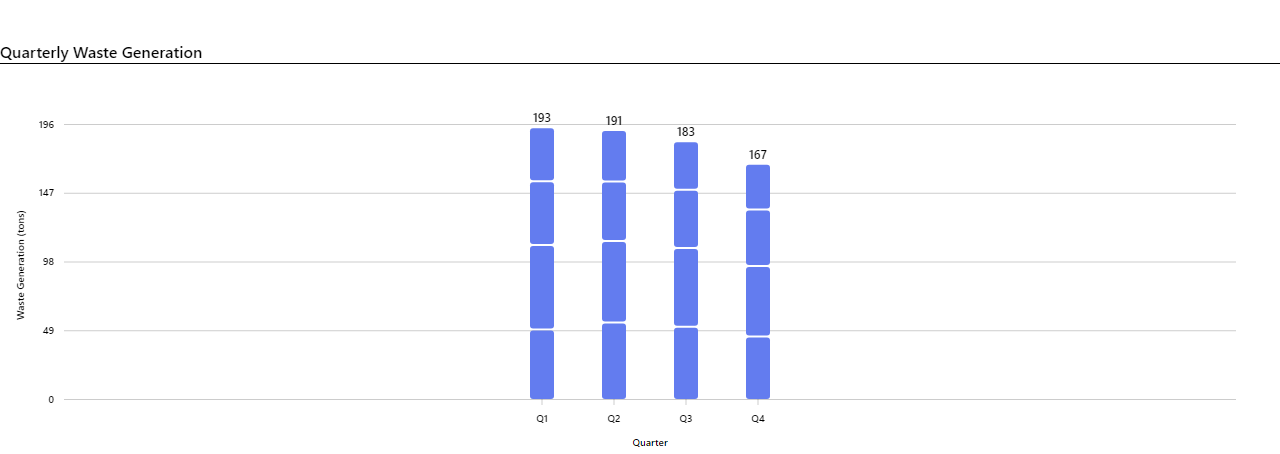 Quarterly Waste Generation
193
191
183
167
196
147
98
49
0
Waste Generation (tons)
Q1 Q2 Q3 Q4
Quarter